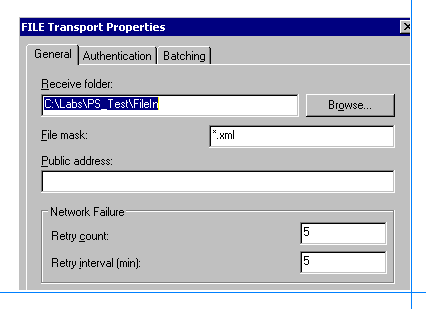 FILE Transport Properties
General Authentication Batching
Receive folder:
C:\Labs\PS_Test\FileIn
Browse...
File mask:
*.xml
Public address:
Network Failure
Retry count:
5
Retry interval (min):
5